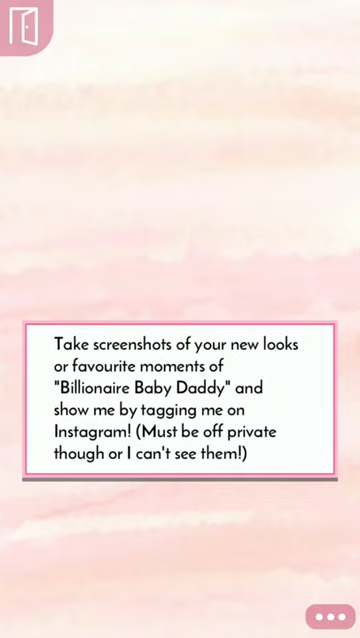 Take screenshots of your new looks
or favourite moments of
"Billionaire Baby Daddy" and
show me by tagging me on
Instagram! (Must be off private
though or I can't see them!)